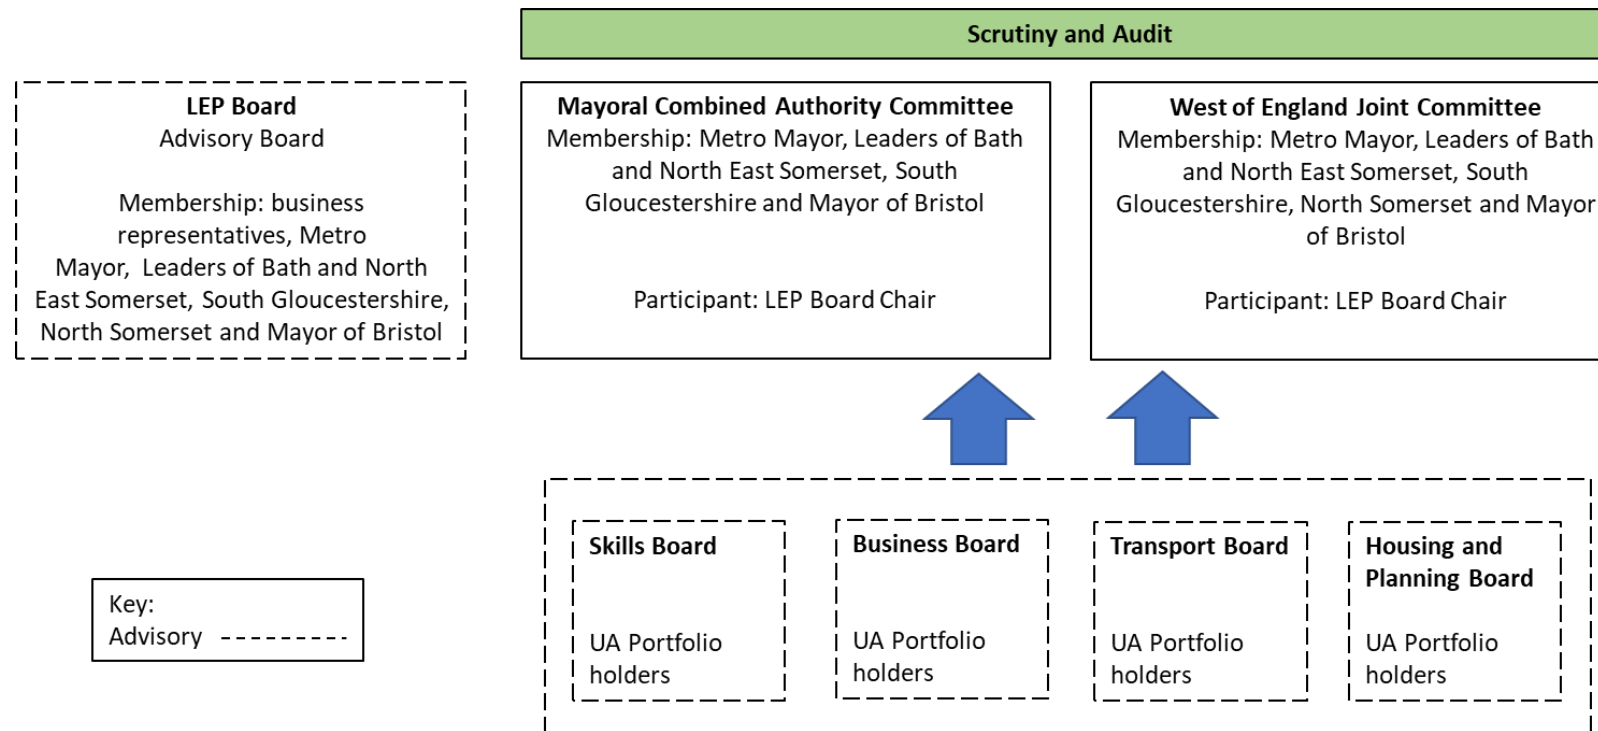 Scrutiny and Audit
LEP Board
Advisory Board
Membership: business
representatives, Metro
Mayor, Leaders of Bath and North
East Somerset, South Gloucestershire,
North Somerset and Mayor of Bristol
Mayoral Combined Authority Committee
Membership: Metro Mayor, Leaders of Bath
and North East Somerset, South
Gloucestershire and Mayor of Bristol
Participant: LEP Board Chair
West of England Joint Committee
Membership: Metro Mayor, Leaders of Bath
and North East Somerset, South
Gloucestershire, North Somerset and Mayor
of Bristol
Participant: LEP Board Chair
Skills Board
UA Portfolio
holders
Business Board
UA Portfolio
holders
Transport Board
UA Portfolio
holders
Housing and
Planning Board
UA Portfolio
holders
Key:
Advisory